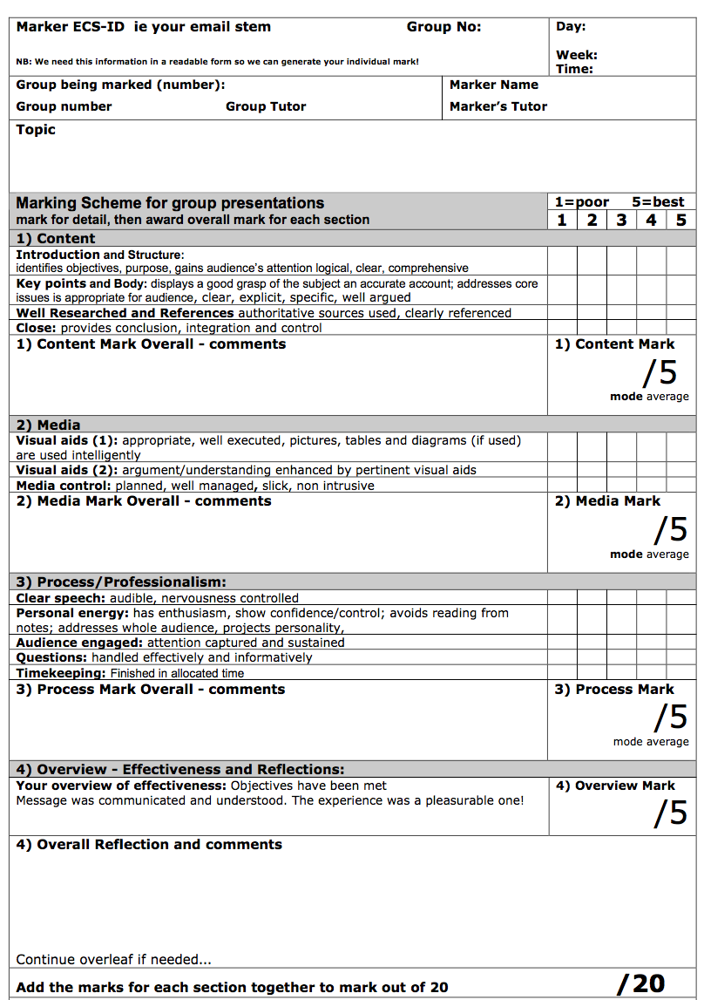 Marker ECS-ID ie your email stem Group No: Day:
NB: We need this information in a readable form so we can generate your individual mark! Week:
Time:
Group being marked (number): Marker Name
Group number Group Tutor Marker's Tutor
Topic
Marking Scheme for group presentations 1=poor 5=best
mark for detail, then award overall mark for each section 1 2 3 4 5
1) Content
Introduction and Structure:
identifies objectives, purpose, gains audience's attention logical, clear, comprehensive
Key points and Body: displays a good grasp of the subject an accurate account; addresses core
issues is appropriate for audience, clear, explicit, specific, well argued
Well Researched and References authoritative sources used, clearly referenced
Close: provides conclusion, integration and control
1) Content Mark Overall - comments 1) Content Mark
/5
mode average
2) Media
Visual aids (1): appropriate, well executed, pictures, tables and diagrams (if used)
are used intelligently
Visual aids (2): argument/understanding enhanced by pertinent visual aids
Media control: planned, well managed, slick, non intrusive
2) Media Mark Overall - comments 2) Media Mark
/5
mode average
3) Process/Professionalism:
Clear speech: audible, nervousness controlled
Personal energy: has enthusiasm, show confidence/control; avoids reading from
notes; addresses whole audience, projects personality,
Audience engaged: attention captured and sustained
Questions: handled effectively and informatively
Timekeeping: Finished in allocated time
3) Process Mark Overall - comments 3) Process Mark
/5
mode average
4) Overview - Effectiveness and Reflections:
Your overview of effectiveness: Objectives have been met 4) Overview Mark
Message was communicated and understood. The experience was a pleasurable one!
/5
4) Overall Reflection and comments
Continue overleaf if needed...
Add the marks for each section together to mark out of 20 /20